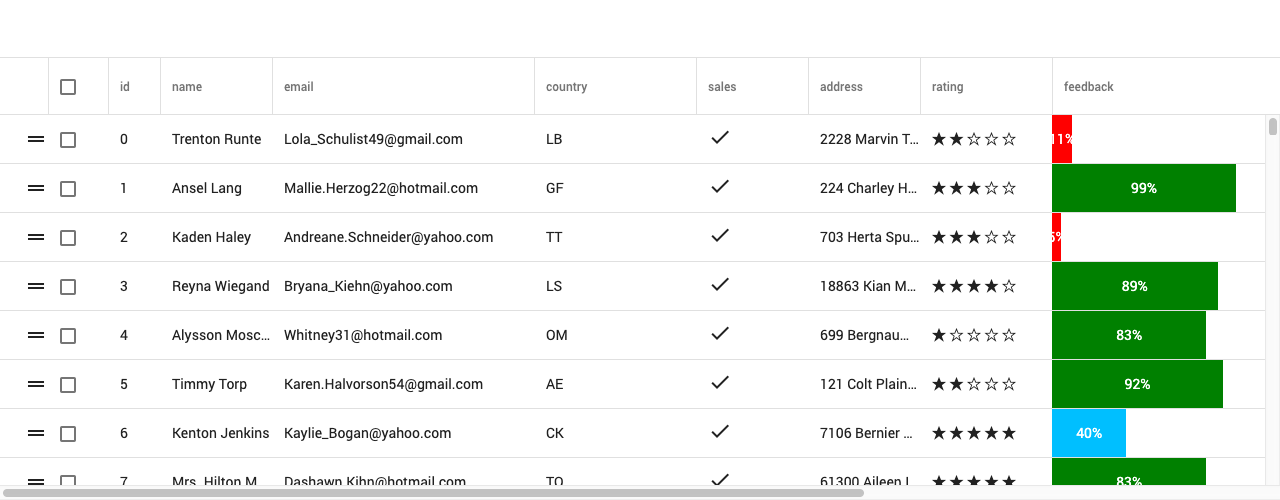 id name email country sales address rating feedback
0 Trenton Runte Lola_Schulist49@gmail.com LB 2228 Marvin T... 11%
1 Ansel Lang Mallie.Herzog22@hotmail.com GF 224 Charley H... 99%
2 Kaden Haley Andreane.Schneider@yahoo.com TT 703 Herta Spu... 5%
3 Reyna Wiegand Bryana_Kiehn@yahoo.com LS 18863 Kian M... 89%
4 Alysson Mosc... Whitney31@hotmail.com OM 699 Bergnau... 83%
5 Timmy Torp Karen.Halvorson54@gmail.com AE 121 Colt Plain... 92%
6 Kenton Jenkins Kaylie_Bogan@yahoo.com CK 7106 Bernier ... 40%
7 Mrs. Hilton M... Dashawn.Kihn@hotmail.com TO 61300 Aileen 83%